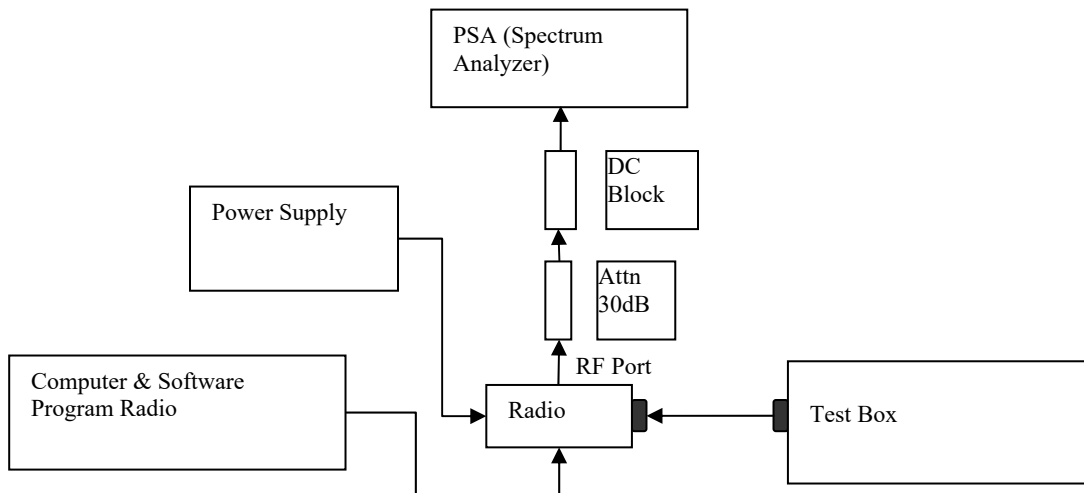 PSA (Spectrum
Analyzer)
DC
Block
Power Supply
Attn
30dB
RF Port
Computer & Software
Program Radio
Radio
Test Box